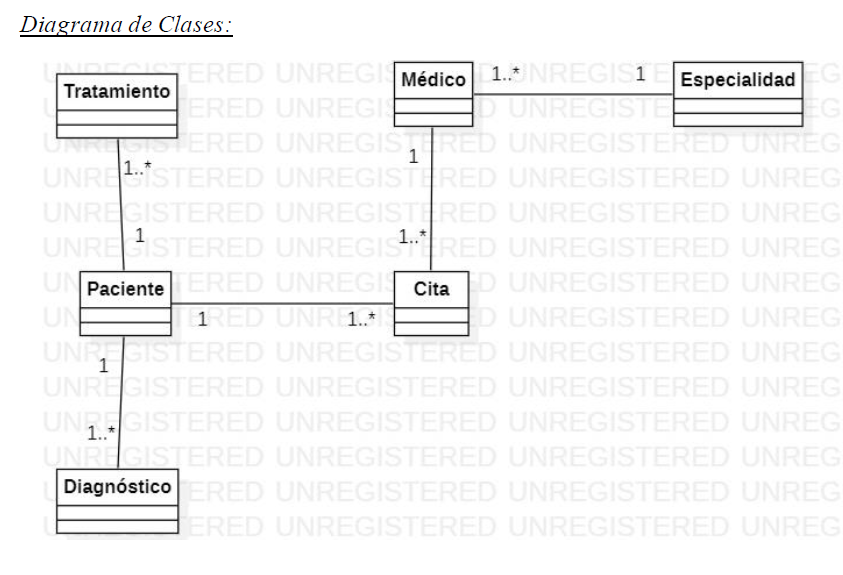 Diagrama de Clases:
UNREGISTERED UNREGISTERED UNREGISTERED UNREG
Tratamiento
Médico
1..*
1
Especialidad
1..*
1
1
1..*
Paciente
1
1..*
Cita
1
1..*
Diagnóstico